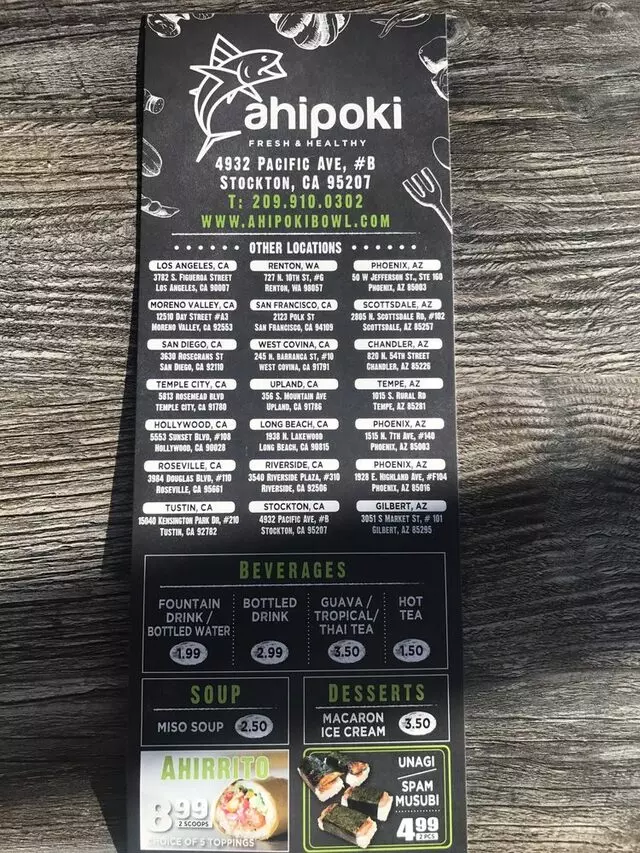 ahipoki
FRESH & HEALTHY
4932 PACIFIC AVE, #B
STOCKTON, CA 95207
T: 209.910.0302
WWW.AHIPOKIBOWL.COM
OTHER LOCATIONS
LOS ANGELES, CA
3782 S. FIGUEROA STREET
LOS ANGELES, CA 90007
RENTON, WA
727 N. 10TH ST, #G
RENTON, WA 98057
PHOENIX, AZ
50 W JEFFERSON ST., STE 160
PHOENIX, AZ 85003
MORENO VALLEY, CA
12510 DAY STREET #A3
MORENO VALLEY, CA 92553
SAN FRANCISCO, CA
2123 POLK ST
SAN FRANCISCO, CA 94109
SCOTTSDALE, AZ
2805 N. SCOTTSDALE RD, #102
SCOTTSDALE, AZ 85257
SAN DIEGO, CA
3630 ROSECRANS ST
SAN DIEGO, CA 92110
WEST COVINA, CA
245 N. BARRANCA ST, #10
WEST COVINA, CA 91791
CHANDLER, AZ
820 N. 54TH STREET
CHANDLER, AZ 85226
TEMPLE CITY, CA
5813 ROSEMEAD BLVD
TEMPLE CITY, CA 91780
UPLAND, CA
356 S. MOUNTAIN AVE
UPLAND, CA 91786
TEMPE, AZ
1015 S. RURAL RD
TEMPE, AZ 85281
HOLLYWOOD, CA
5553 SUNSET BLVD, #108
HOLLYWOOD, CA 90028
LONG BEACH, CA
1938 N. LAKEWOOD
LONG BEACH, CA 90815
PHOENIX, AZ
1515 N. 7TH AVE, #140
PHOENIX, AZ 85003
ROSEVILLE, CA
3984 DOUGLAS BLVD, #110
ROSEVILLE, CA 95661
RIVERSIDE, CA
3540 RIVERSIDE PLAZA, #310
RIVERSIDE, CA 92506
PHOENIX, AZ
1928 E. HIGHLAND AVE, #F104
PHOENIX, AZ 85016
TUSTIN, CA
15040 KENSINGTON PARK DR, #210
TUSTIN, CA 92782
STOCKTON, CA
4932 PACIFIC AVE, #B
STOCKTON, CA 95207
GILBERT, AZ
3051 S MARKET ST, # 101
GILBERT, AZ 85295
BEVERAGES
FOUNTAIN
DRINK /
BOTTLED WATER
1.99
BOTTLED
DRINK
2.99
GUAVA /
TROPICAL/
THAI TEA
3.50
HOT
TEA
1.50
SOUP
MISO SOUP 2.50
DESSERTS
MACARON
ICE CREAM 3.50
AHIRRITO
8.99
2 SCOOPS
CHOICE OF 5 TOPPINGS
UNAGI
SPAM
MUSUBI
4.99
2 PCS